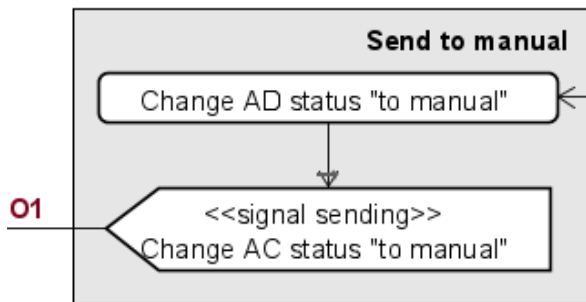 Send to manual
Change AD status "to manual"
O1
<<signal sending>>
Change AC status "to manual"